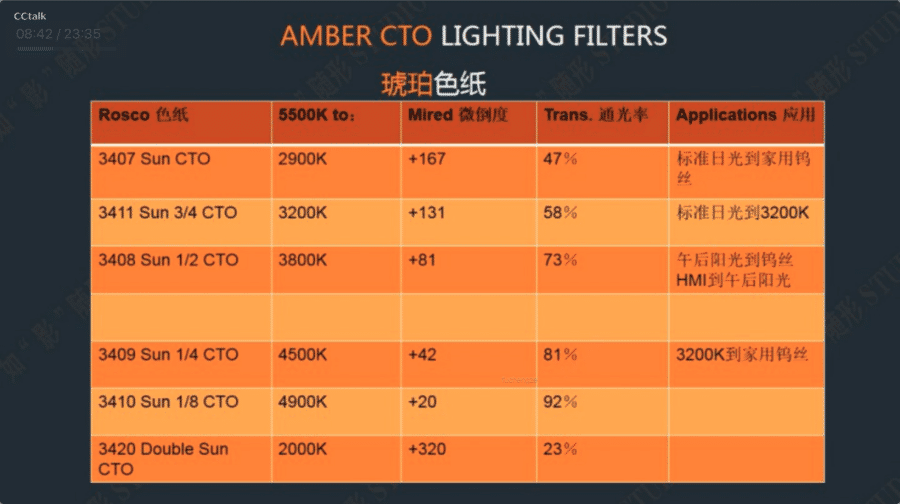 CCtalk
08:42 / 23:35
AMBER CTO LIGHTING FILTERS
琥珀色纸
Rosco 色纸 5500K to： Mired 微倒度 Trans. 通光率 Applications 应用
3407 Sun CTO 2900K +167 47% 标准日光到家用钨
丝
3411 Sun 3/4 CTO 3200K +131 58% 标准日光到3200K
3408 Sun 1/2 CTO 3800K +81 73% 午后阳光到钨丝
HMI到午后阳光
3409 Sun 1/4 CTO 4500K +42 81% 3200K到家用钨丝
3410 Sun 1/8 CTO 4900K +20 92%
3420 Double Sun 2000K +320 23%
CTO